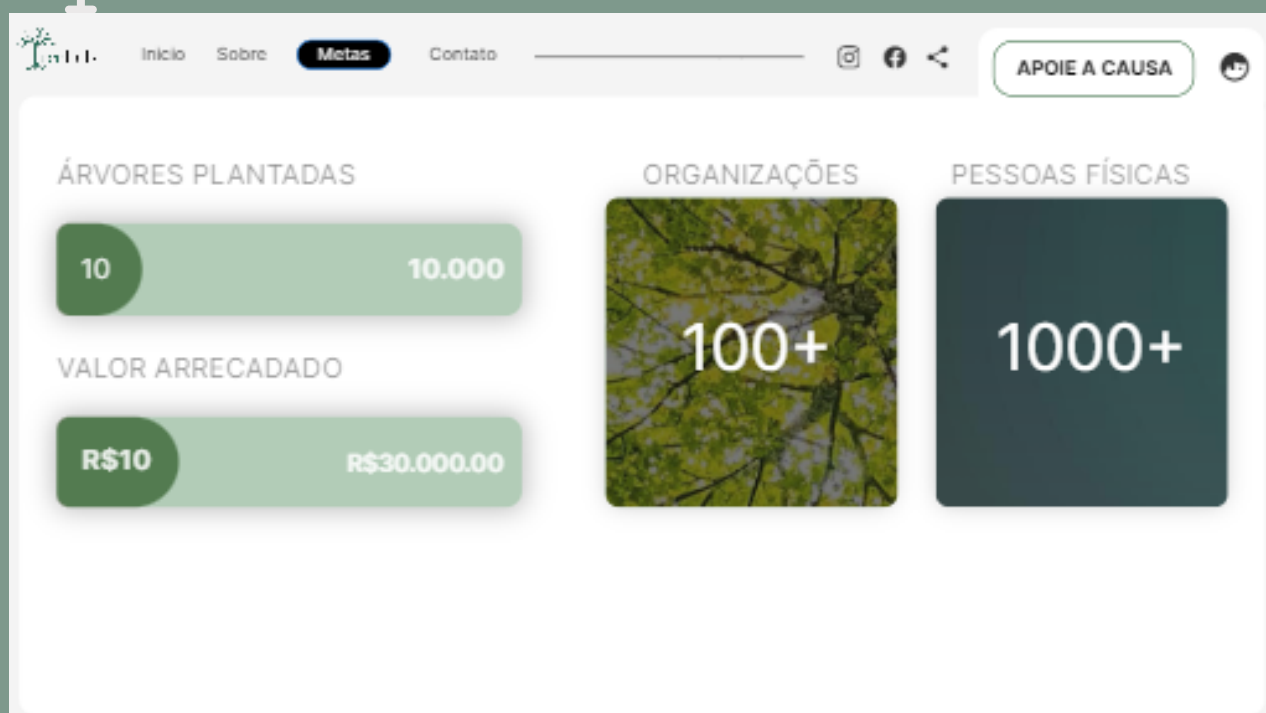 Inicio Sobre Metas Contato APOIE A CAUSA
ÁRVORES PLANTADAS
10 10.000
VALOR ARRECADADO
R$10 R$30.000.00
ORGANIZAÇÕES
100+
PESSOAS FÍSICAS
1000+